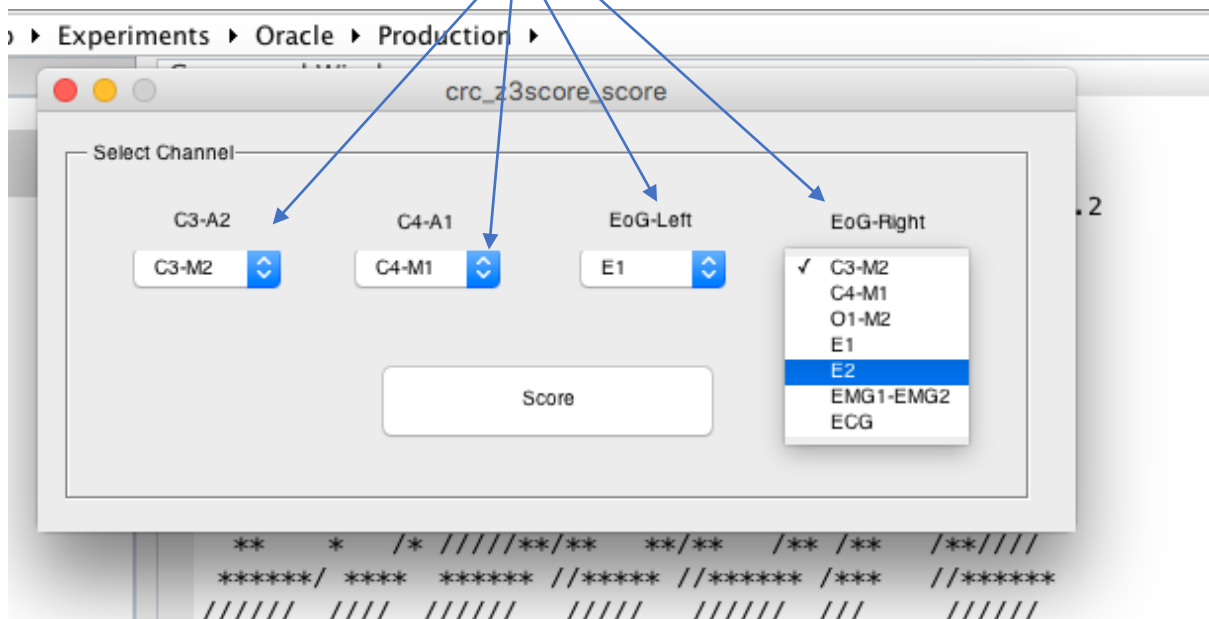 Experiments ▸ Oracle ▸ Production ▸
crc_z3score_score
Select Channel
C3-A2 C4-A1 EoG-Left EoG-Right
.2
C3-M2 C4-M1 E1
✓ C3-M2
C4-M1
O1-M2
E1
E2
EMG1-EMG2
ECG
Score
** * /* /////**/** **/** /** /** /**////
******/ **** ****** //***** //****** /*** //******
////// //// ////// ///// ////// /// //////